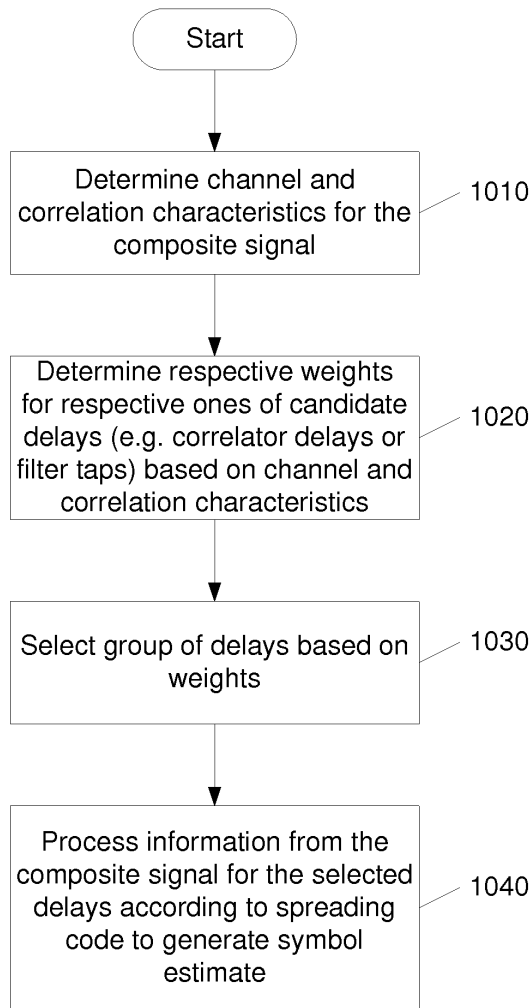 Start
Determine channel and
correlation characteristics for the
composite signal
1010
Determine respective weights
for respective ones of candidate
delays (e.g. correlator delays or
filter taps) based on channel and
correlation characteristics
1020
Select group of delays based on
weights
1030
Process information from the
composite signal for the selected
delays according to spreading
code to generate symbol
estimate
1040